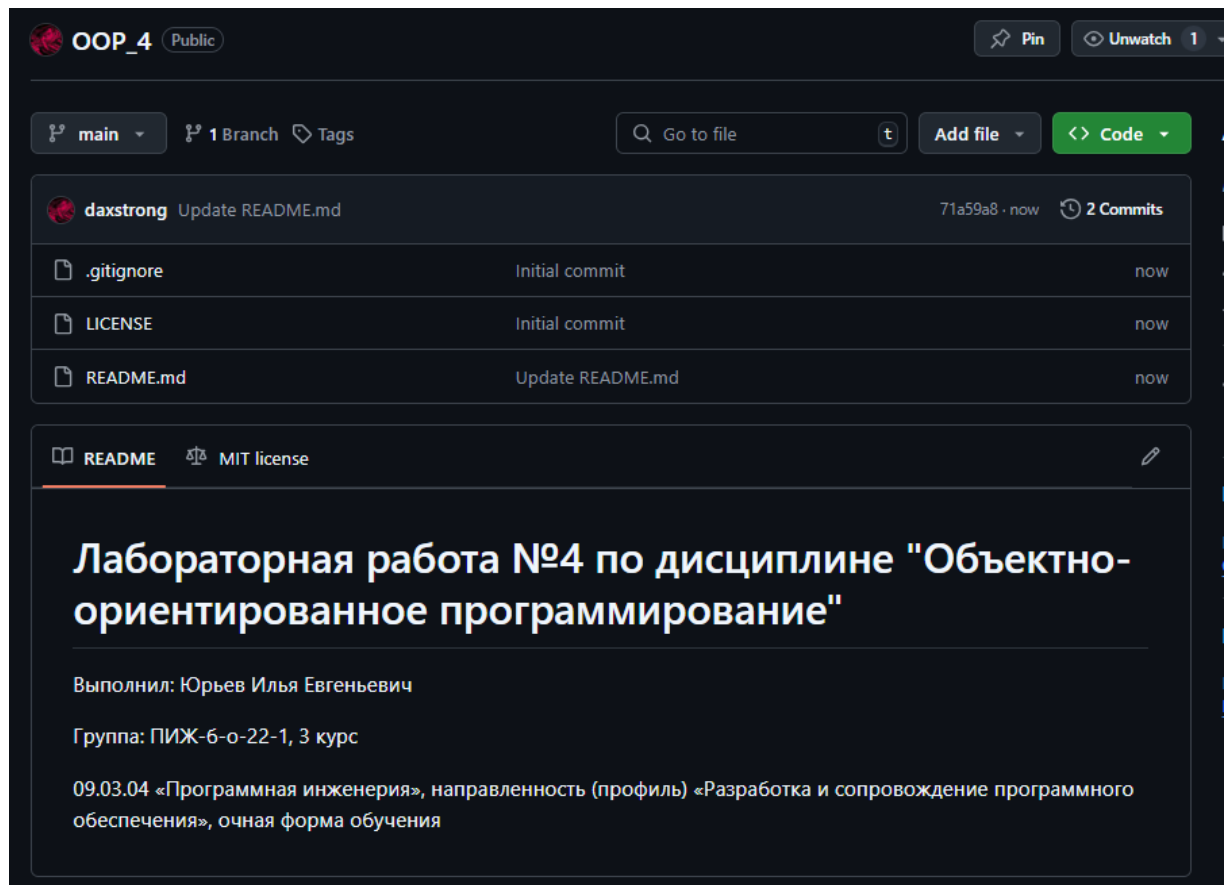 OOP_4 Public Pin Unwatch 1
main 1 Branch Tags Go to file t Add file Code
daxstrong Update README.md 71a59a8 · now 2 Commits
.gitignore Initial commit now
LICENSE Initial commit now
README.md Update README.md now
README MIT license
Лабораторная работа №4 по дисциплине "Объектно-
ориентированное программирование"
Выполнил: Юрьев Илья Евгеньевич
Группа: ПИЖ-б-о-22-1, 3 курс
09.03.04 «Программная инженерия», направленность (профиль) «Разработка и сопровождение программного
обеспечения», очная форма обучения